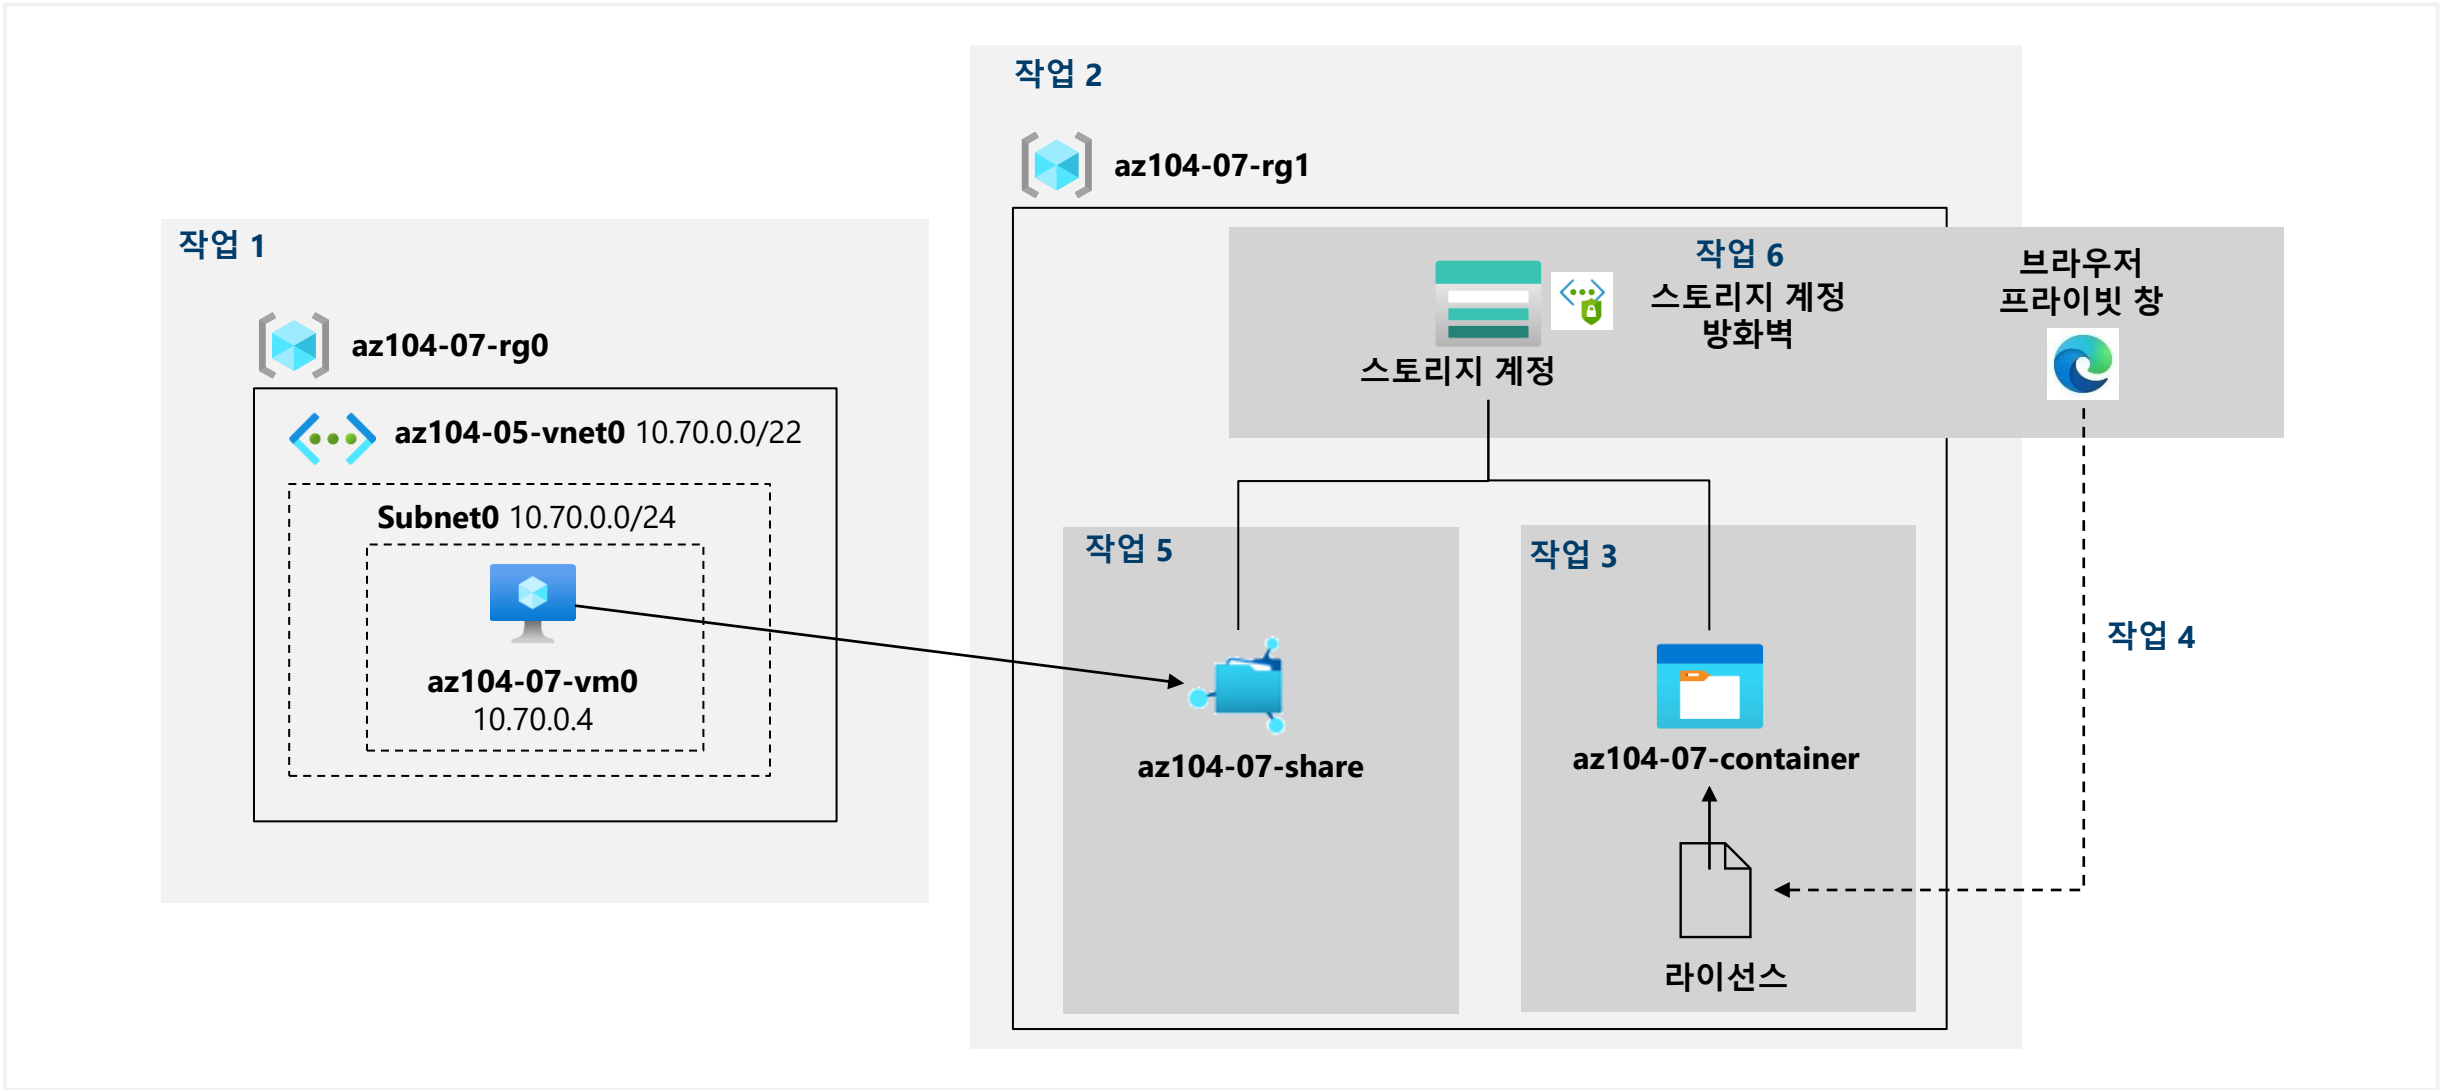 작업 1
az104-07-rg0
az104-05-vnet0 10.70.0.0/22
Subnet0 10.70.0.0/24
az104-07-vm0
10.70.0.4
작업 2
az104-07-rg1
스토리지 계정
작업 6
스토리지 계정
방화벽
브라우저
프라이빗 창
작업 5
az104-07-share
작업 3
az104-07-container
라이선스
작업 4